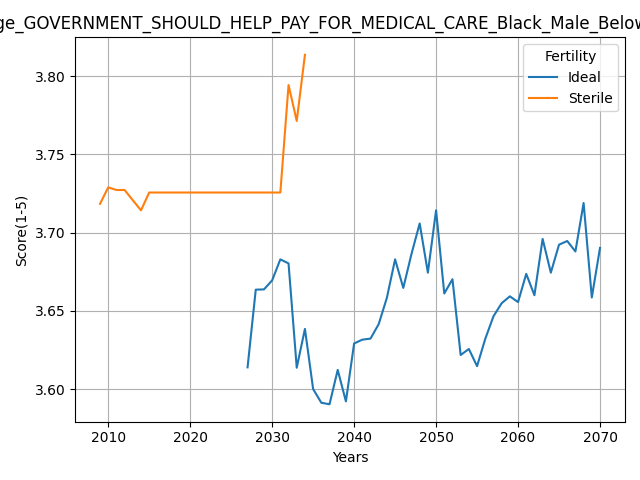 ge_GOVERNMENT_SHOULD_HELP_PAY_FOR_MEDICAL_CARE_Black_Male_Below
Fertility
Ideal
Sterile
3.80
3.75
3.70
3.65
3.60
Score(1-5)
2010 2020 2030 2040 2050 2060 2070
Years